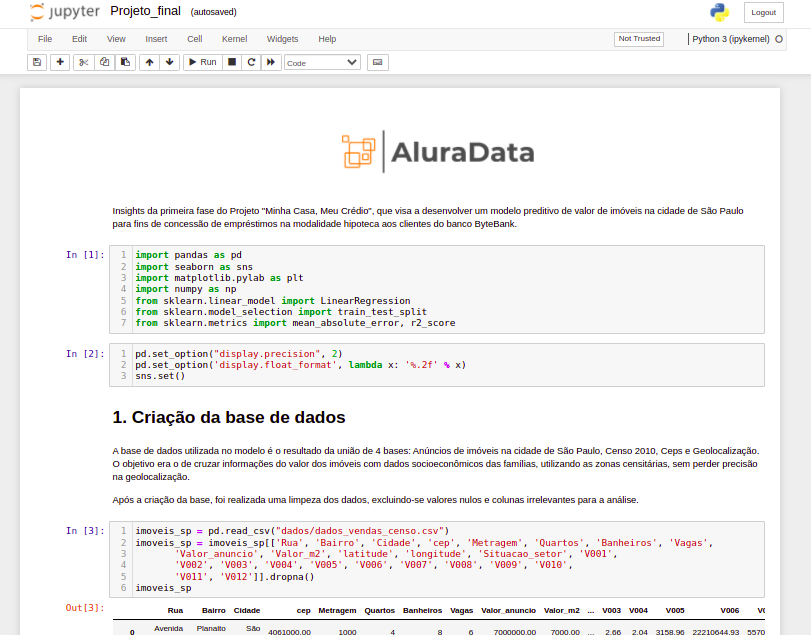 jupyter Projeto_final (autosaved)
Logout
File Edit View Insert Cell Kernel Widgets Help
Not Trusted
Python 3 (ipykernel)
Run
Code
AluraData
Insights da primeira fase do Projeto "Minha Casa, Meu Crédio", que visa a desenvolver um modelo preditivo de valor de imóveis na cidade de São Paulo
para fins de concessão de empréstimos na modalidade hipoteca aos clientes do banco ByteBank.
In [1]:
1 import pandas as pd
2 import seaborn as sns
3 import matplotlib.pylab as plt
4 import numpy as np
5 from sklearn.linear_model import LinearRegression
6 from sklearn.model_selection import train_test_split
7 from sklearn.metrics import mean_absolute_error, r2_score
In [2]:
1 pd.set_option("display.precision", 2)
2 pd.set_option('display.float_format', lambda x: '%.2f' % x)
3 sns.set()
1. Criação da base de dados
A base de dados utilizada no modelo é o resultado da união de 4 bases: Anúncios de imóveis na cidade de São Paulo, Censo 2010, Ceps e Geolocalização.
O objetivo era o de cruzar informações do valor dos imóveis com dados socioeconômicos das famílias, utilizando as zonas censitárias, sem perder precisão
na geolocalização.
Após a criação da base, foi realizada uma limpeza dos dados, excluindo-se valores nulos e colunas irrelevantes para a análise.
In [3]:
1 imoveis_sp = pd.read_csv("dados/dados_vendas_censo.csv")
2 imoveis_sp = imoveis_sp[['Rua', 'Bairro', 'Cidade', 'cep', 'Metragem', 'Quartos', 'Banheiros', 'Vagas',
3 'Valor_anuncio', 'Valor_m2', 'latitude', 'longitude', 'Situacao_setor', 'V001',
4 'V002', 'V003', 'V004', 'V005', 'V006', 'V007', 'V008', 'V009', 'V010',
5 'V011', 'V012']].dropna()
6 imoveis_sp
Out[3]:
Rua Bairro Cidade cep Metragem Quartos Banheiros Vagas Valor_anuncio Valor_m2 ... V003 V004 V005 V006
Avenida Planalto São
0 4061000.00 1000 4 8 6 7000000.00 7000.00 ... 2.66 2.04 3158.96 22210644.93 5570